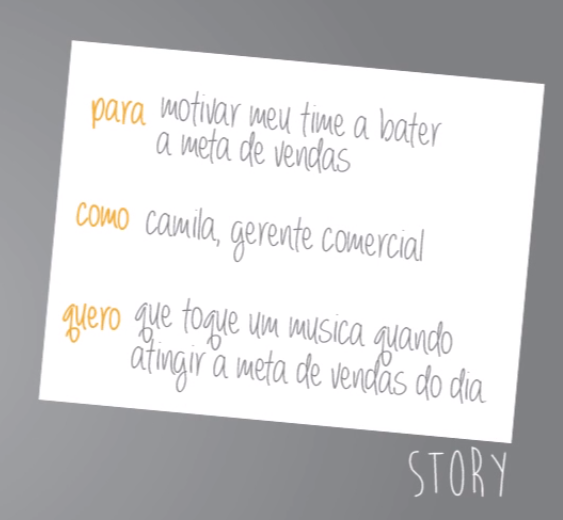 para motivar meu time a bater
a meta de vendas
como camila, gerente comercial
quero que toque um musica quando
atingir a meta de vendas do dia
STORY